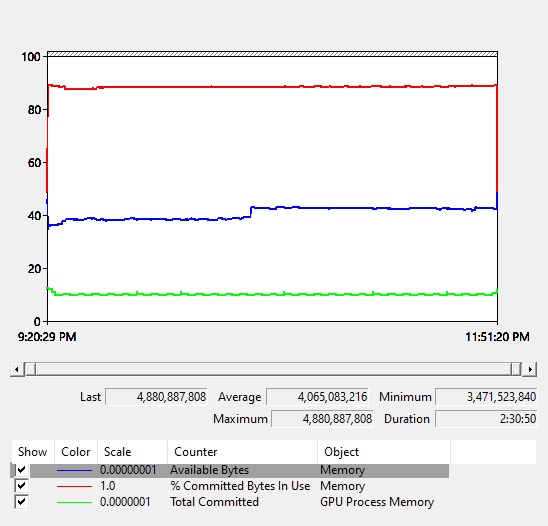 100
80
60
40
20
0
9:20:29 PM 11:51:20 PM
Last 4,880,887,808 Average 4,065,083,216 Minimum 3,471,523,840
Maximum 4,880,887,808 Duration 2:30:50
Show Color Scale Counter Object
0.00000001 Available Bytes Memory
1.0 % Committed Bytes In Use Memory
0.0000001 Total Committed GPU Process Memory